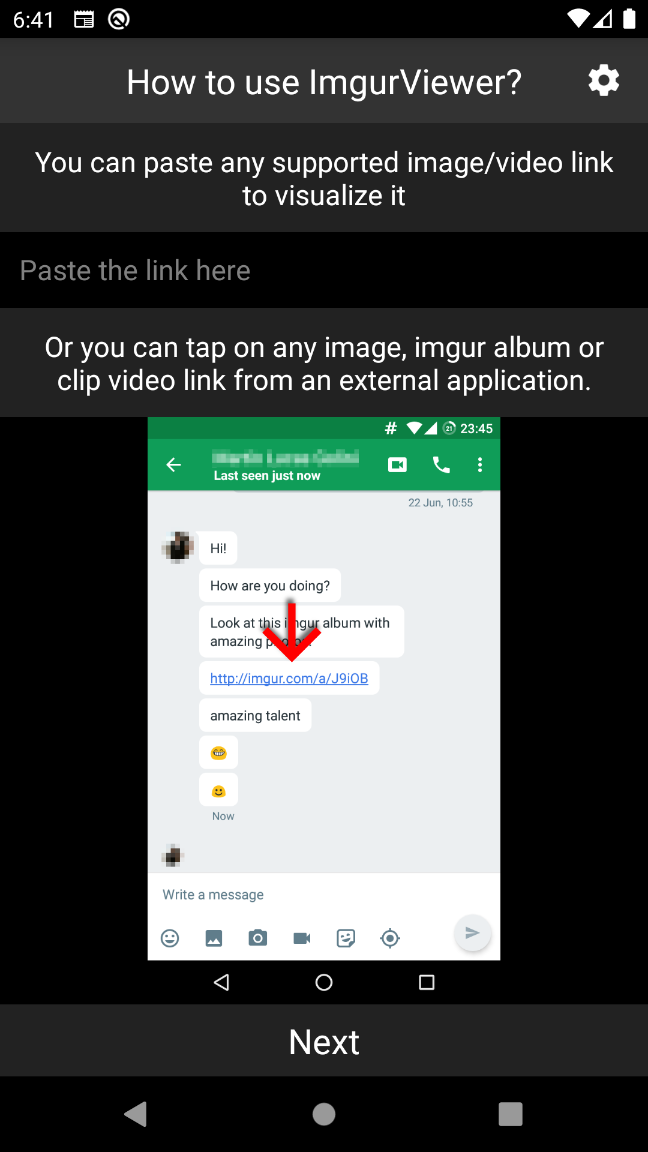 6:41
How to use ImgurViewer?
You can paste any supported image/video link
to visualize it
Paste the link here
Or you can tap on any image, imgur album or
clip video link from an external application.
# 21 23:45
Last seen just now
22 Jun, 10:55
Hi!
How are you doing?
Look at this imgur album with
amazing
http://imgur.com/a/J9iOB
amazing talent
Now
Write a message
Next